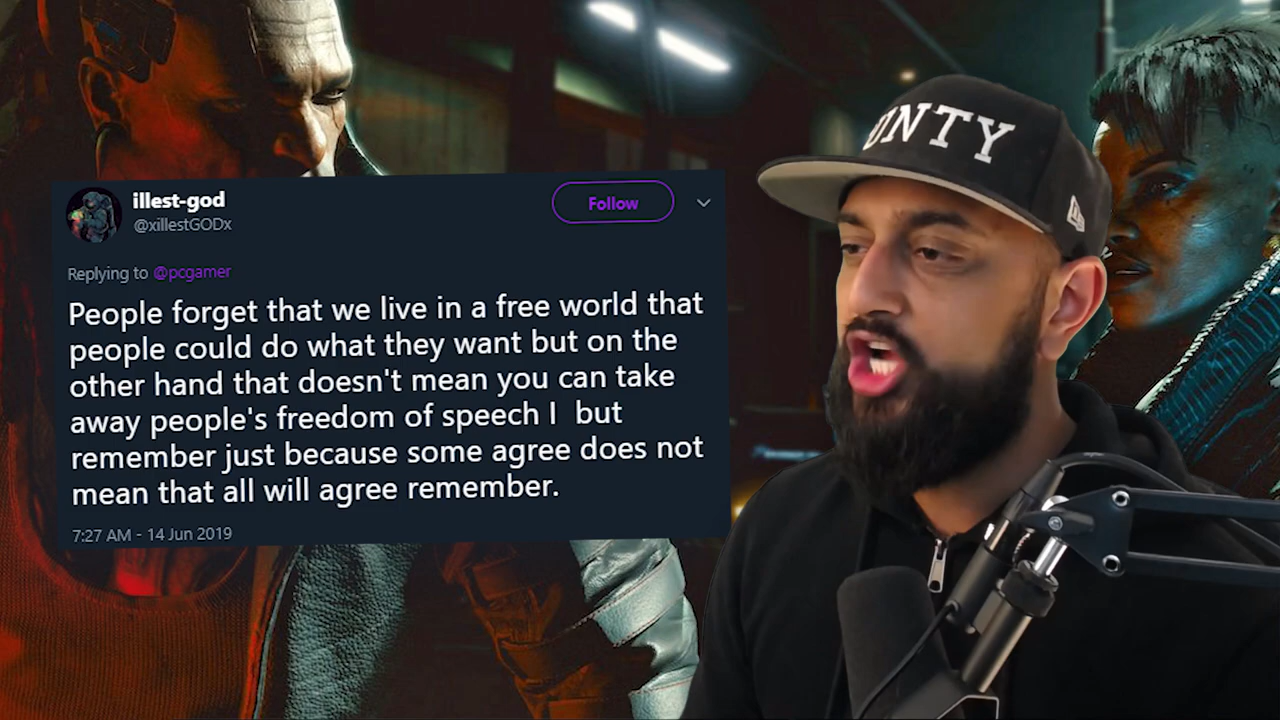 UNTY
illest-god
Follow
@xillestGODx
Replying to @pcgamer
People forget that we live in a free world that
people could do what they want but on the
other hand that doesn't mean you can take
away people's freedom of speech I  but
remember just because some agree does not
mean that all will agree remember.
7:27 AM - 14 Jun 2019